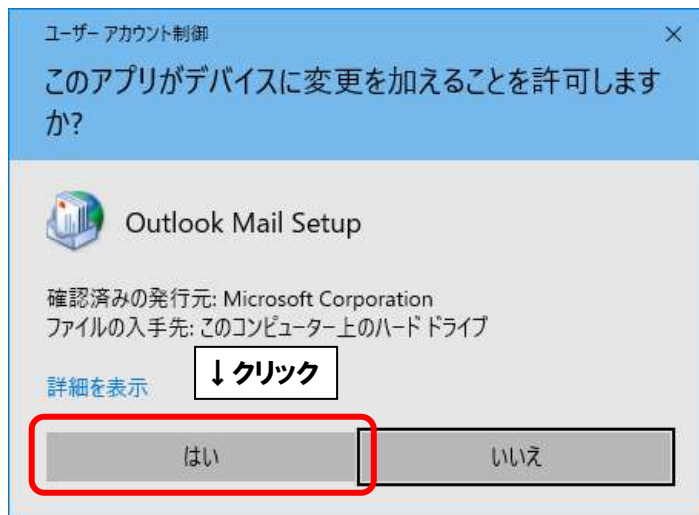 ユーザー アカウント制御
このアプリがデバイスに変更を加えることを許可します
か?
Outlook Mail Setup
確認済みの発行元: Microsoft Corporation
ファイルの入手先: このコンピューター上のハード ドライブ
↓クリック
詳細を表示
はい
いいえ